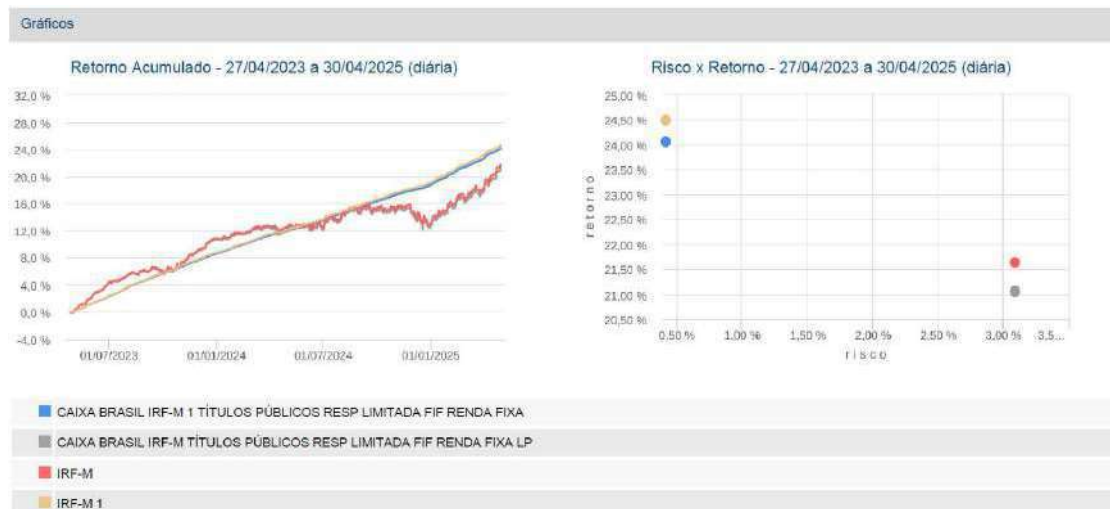 Gráficos
Retorno Acumulado - 27/04/2023 a 30/04/2025 (diária)
32,0 %
28,0 %
24,0 %
20,0 %
16,0 %
12,0 %
8,0 %
4,0 %
0,0 %
-4,0 %
01/07/2023 01/01/2024 01/07/2024 01/01/2025
Risco x Retorno - 27/04/2023 a 30/04/2025 (diária)
25,00 %
24,50 %
24,00 %
23,50 %
23,00 %
22,50 %
22,00 %
21,50 %
21,00 %
20,50 %
retorno
0,50 % 1,00 % 1,50 % 2,00 % 2,50 % 3,00 % 3,5...
risco
CAIXA BRASIL IRF-M 1 TÍTULOS PÚBLICOS RESP LIMITADA FIF RENDA FIXA
CAIXA BRASIL IRF-M TÍTULOS PÚBLICOS RESP LIMITADA FIF RENDA FIXA LP
IRF-M
IRF-M 1